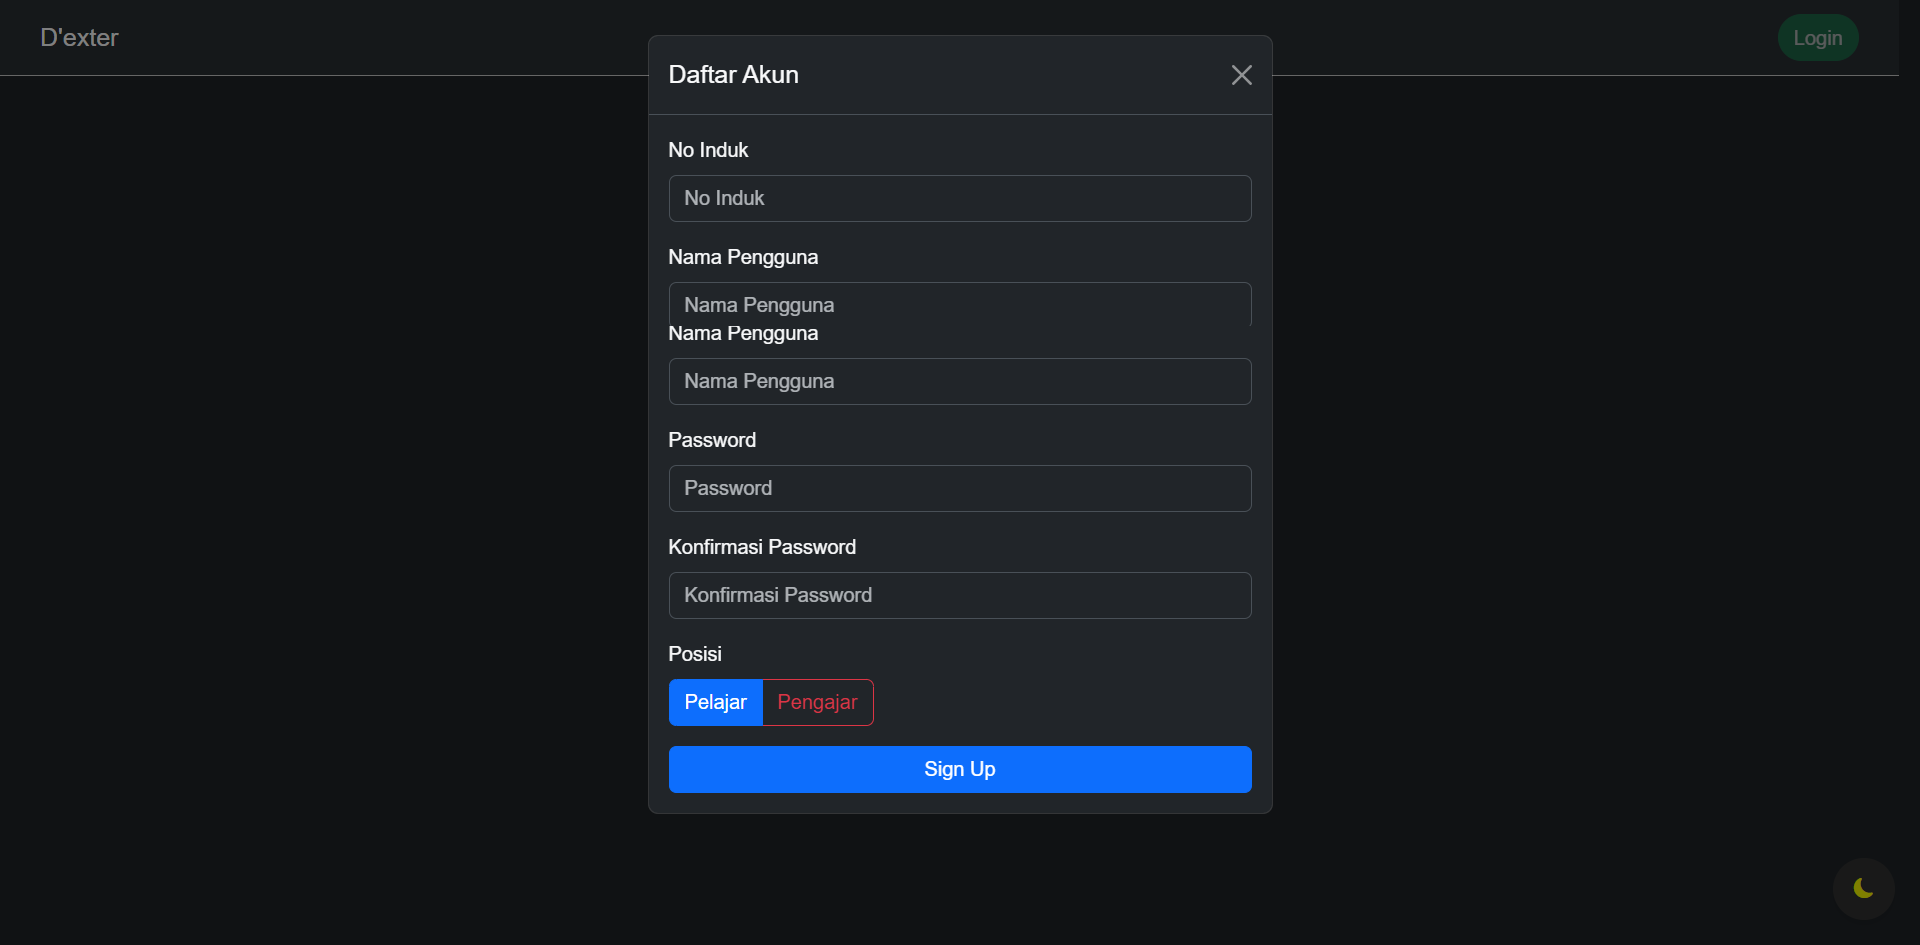 D'exter
Login
Daftar Akun
No Induk
No Induk
Nama Pengguna
Nama Pengguna
Nama Pengguna
Nama Pengguna
Password
Password
Konfirmasi Password
Konfirmasi Password
Posisi
Pelajar Pengajar
Sign Up